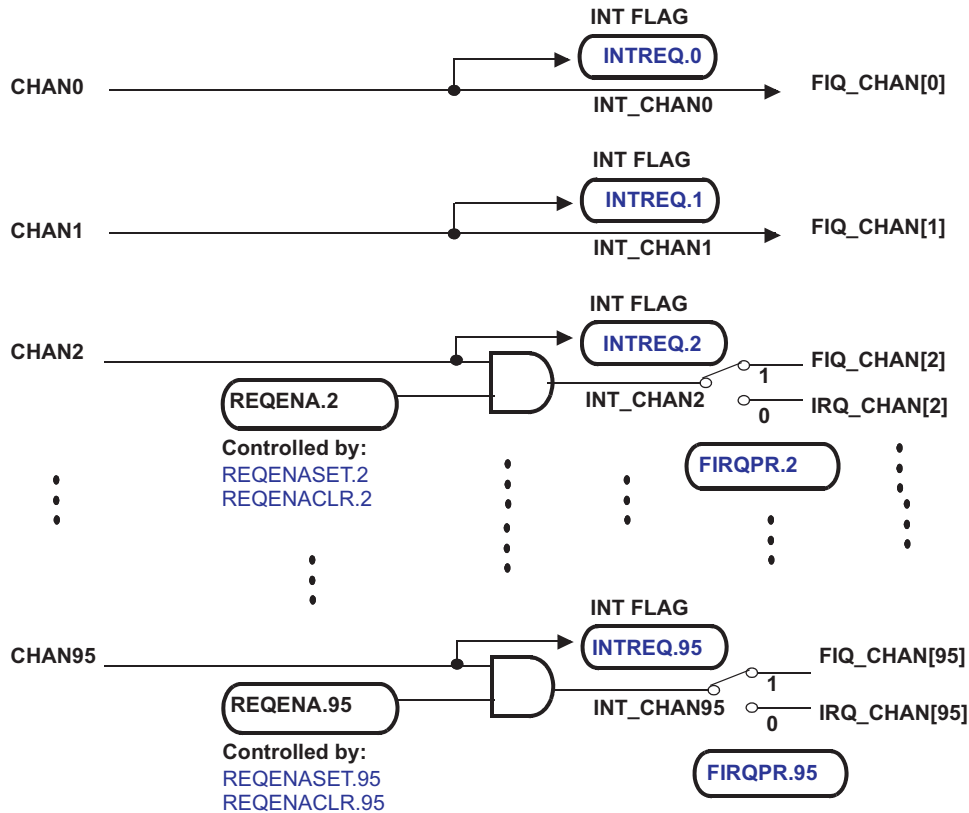 INT FLAG
INTREQ.0
CHAN0
FIQ_CHAN[0]
INT_CHAN0
INT FLAG
INTREQ.1
CHAN1
FIQ_CHAN[1]
INT_CHAN1
INT FLAG
INTREQ.2
CHAN2
FIQ_CHAN[2]
1
REQENA.2
INT_CHAN2
IRQ_CHAN[2]
0
Controlled by:
REQENASET.2
REQENACLR.2
FIRQPR.2
INT FLAG
INTREQ.95
CHAN95
FIQ_CHAN[95]
1
REQENA.95
INT_CHAN95
IRQ_CHAN[95]
0
Controlled by:
REQENASET.95
REQENACLR.95
FIRQPR.95